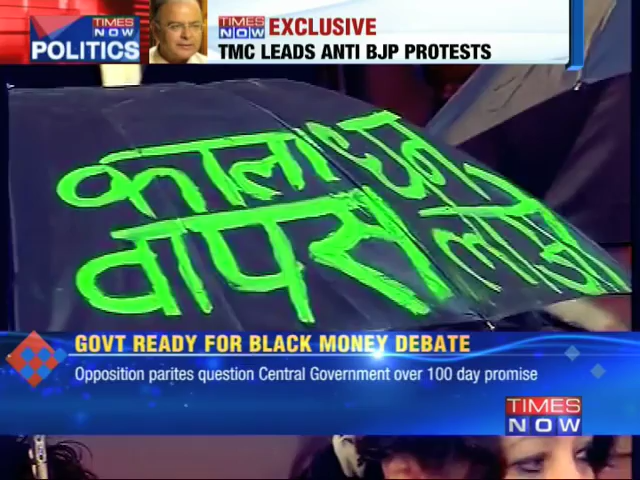 TIMES NOW
POLITICS
TIMES NOW EXCLUSIVE
TMC LEADS ANTI BJP PROTESTS
काला धन
वापस लाओ
GOVT READY FOR BLACK MONEY DEBATE
Opposition parites question Central Government over 100 day promise
TIMES NOW